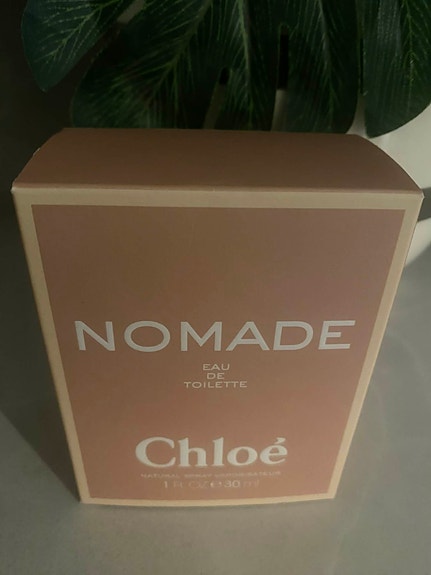 NOMADE
EAU
DE
TOILETTE
Chloé
NATURAL SPRAY VAPORISATEUR
1 FL. OZ e 30 ml